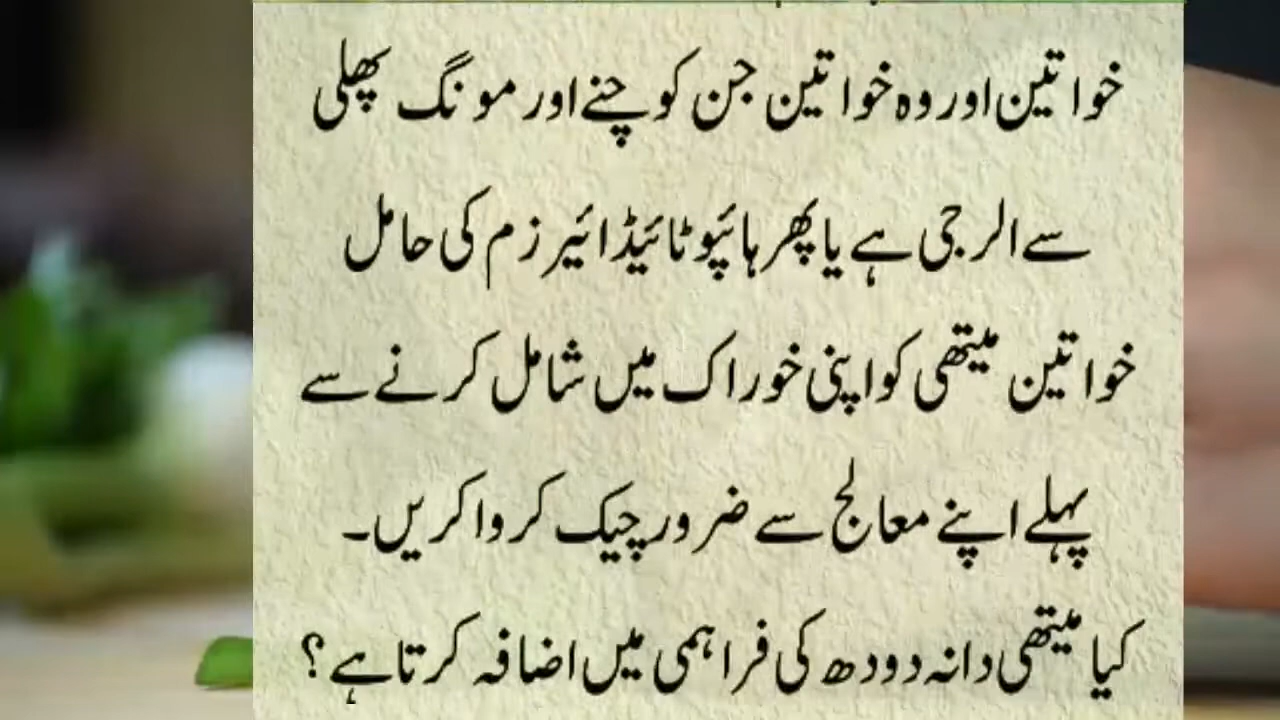 خواتین اور وہ خواتین جن کو چنے اور مونگ پھلی
سے الرجی ہے یا پھر ہائپوٹائیڈائیرزم کی حامل
خواتین میتھی کو اپنی خوراک میں شامل کرنے سے
پہلے اپنے معالج سے ضرور چیک کروا کریں۔
کیا میتھی دانہ دودھ کی فراہمی میں اضافہ کرتا ہے؟